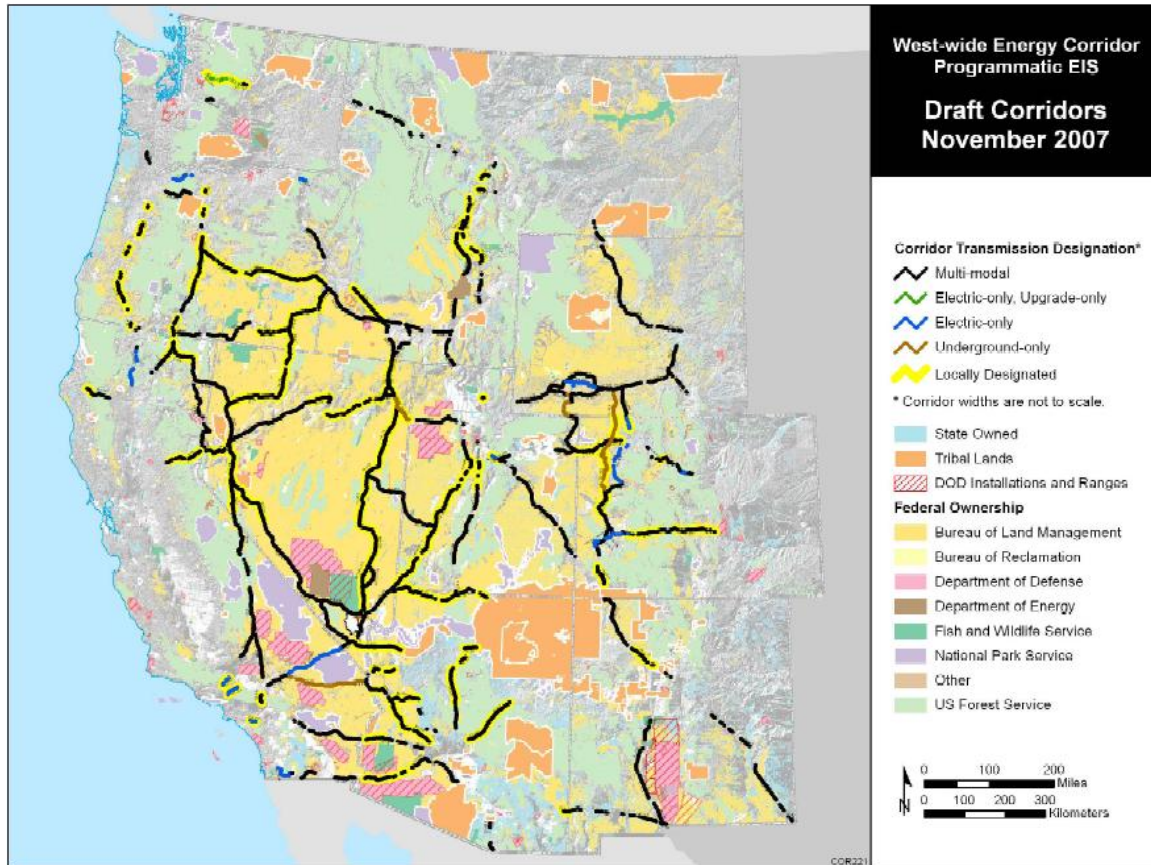 West-wide Energy Corridor
Programmatic EIS
Draft Corridors
November 2007
Corridor Transmission Designation*
Multi-modal
Electric-only, Upgrade-only
Electric-only
Underground-only
Locally Designated
* Corridor widths are not to scale.
State Owned
Tribal Lands
DOD Installations and Ranges
Federal Ownership
Bureau of Land Management
Bureau of Reclamation
Department of Defense
Department of Energy
Fish and Wildlife Service
National Park Service
Other
US Forest Service
0 100 200
Miles
0 100 200 300
Kilometers
N
COR221